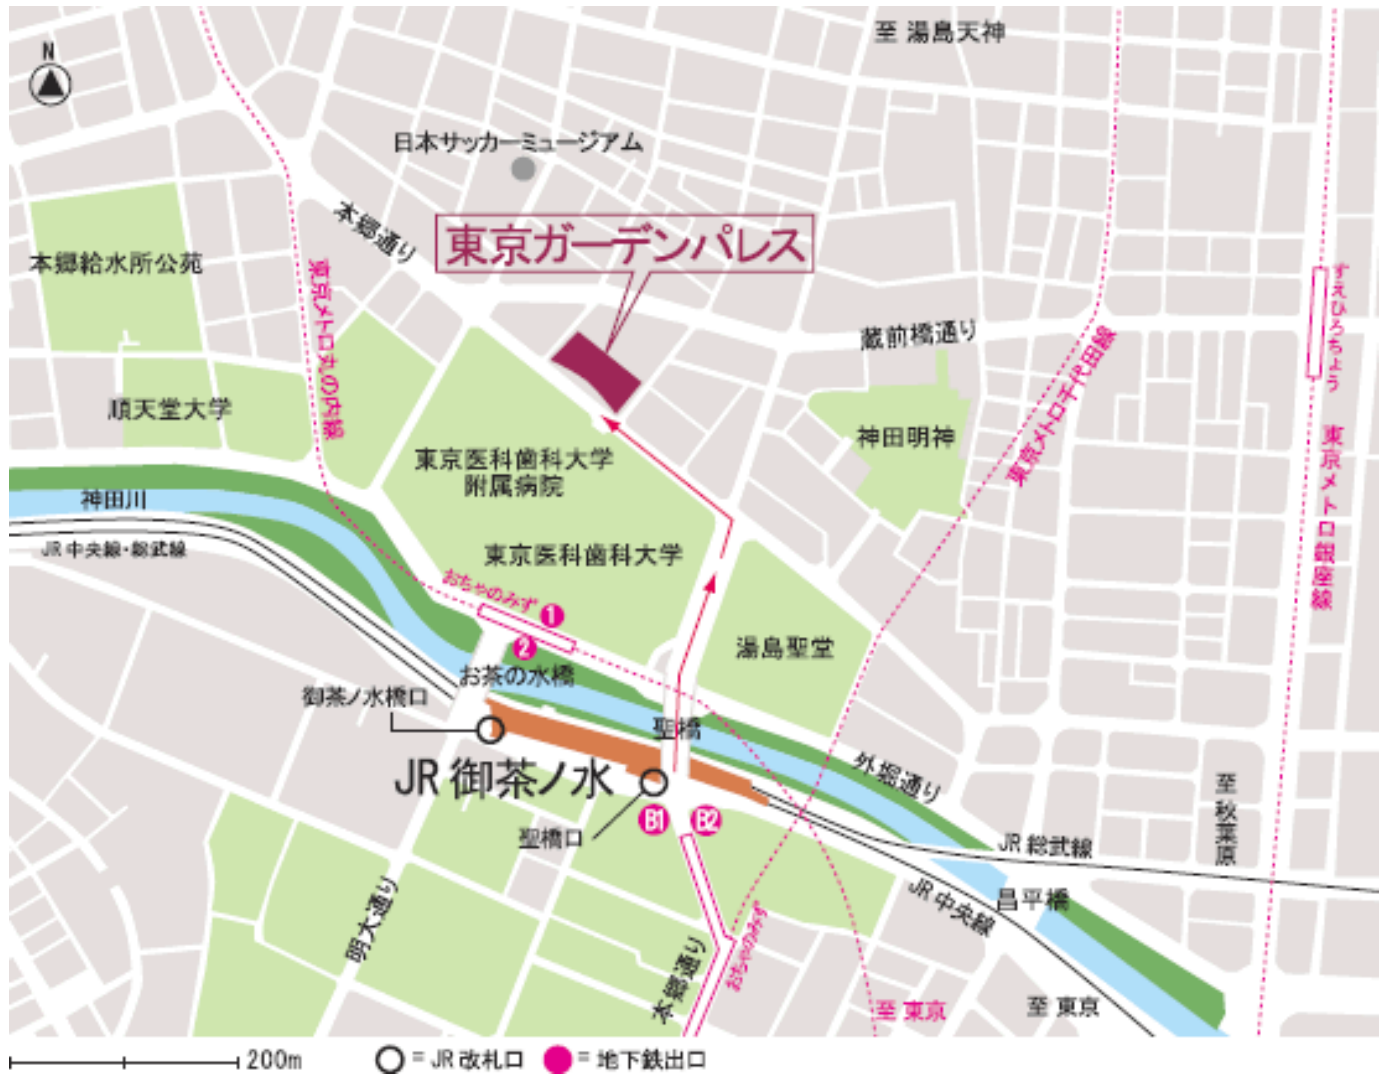 至 湯島天神
N
日本サッカーミュージアム
本郷通り
東京ガーデンパレス
本郷給水所公苑
東京メトロ丸の内線
すえひろちょう
蔵前橋通り
東京メトロ千代田線
順天堂大学
神田明神
東京メトロ銀座線
東京医科歯科大学
附属病院
神田川
JR 中央線・総武線
東京医科歯科大学
おちゃのみず
1
2
湯島聖堂
お茶の水橋
御茶ノ水橋口
聖橋
外堀通り
JR 御茶ノ水
至 秋葉原
B1
B2
聖橋口
JR 総武線
JR 中央線
昌平橋
明大通り
おちゃのみず
本郷通り
至 東京
至 東京
200m
= JR 改札口
= 地下鉄出口